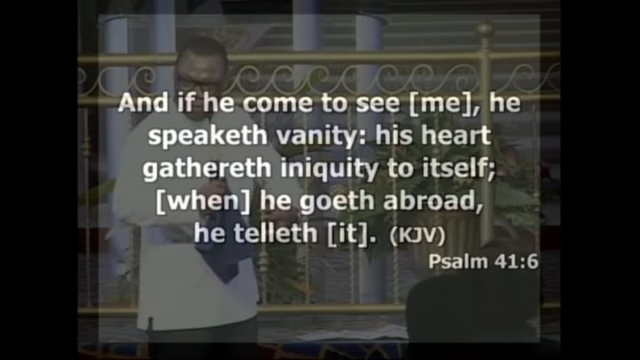 And if he come to see [me], he
speaketh vanity: his heart
gathereth iniquity to itself;
[when] he goeth abroad,
he telleth [it]. (KJV)
Psalm 41:6